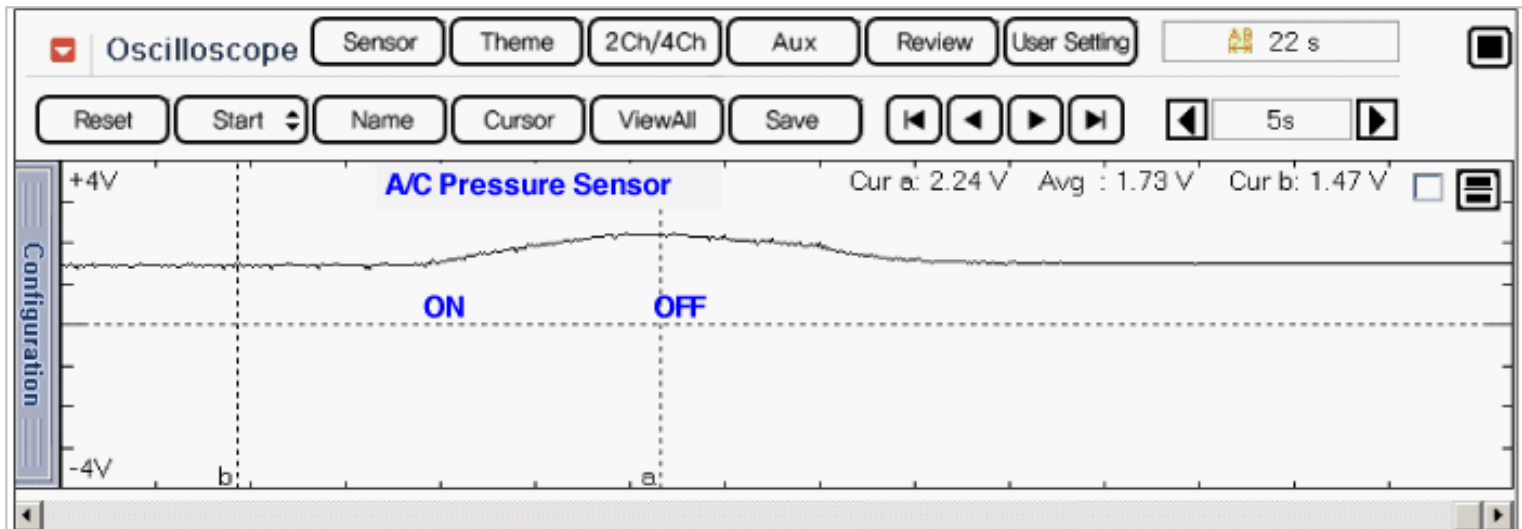 Oscilloscope Sensor Theme 2Ch/4Ch Aux Review User Setting AB 22 s
Reset Start Name Cursor ViewAll Save 5s
+4V A/C Pressure Sensor Cur a: 2.24 V Avg : 1.73 V Cur b: 1.47 V
Configuration
ON OFF
-4V b a